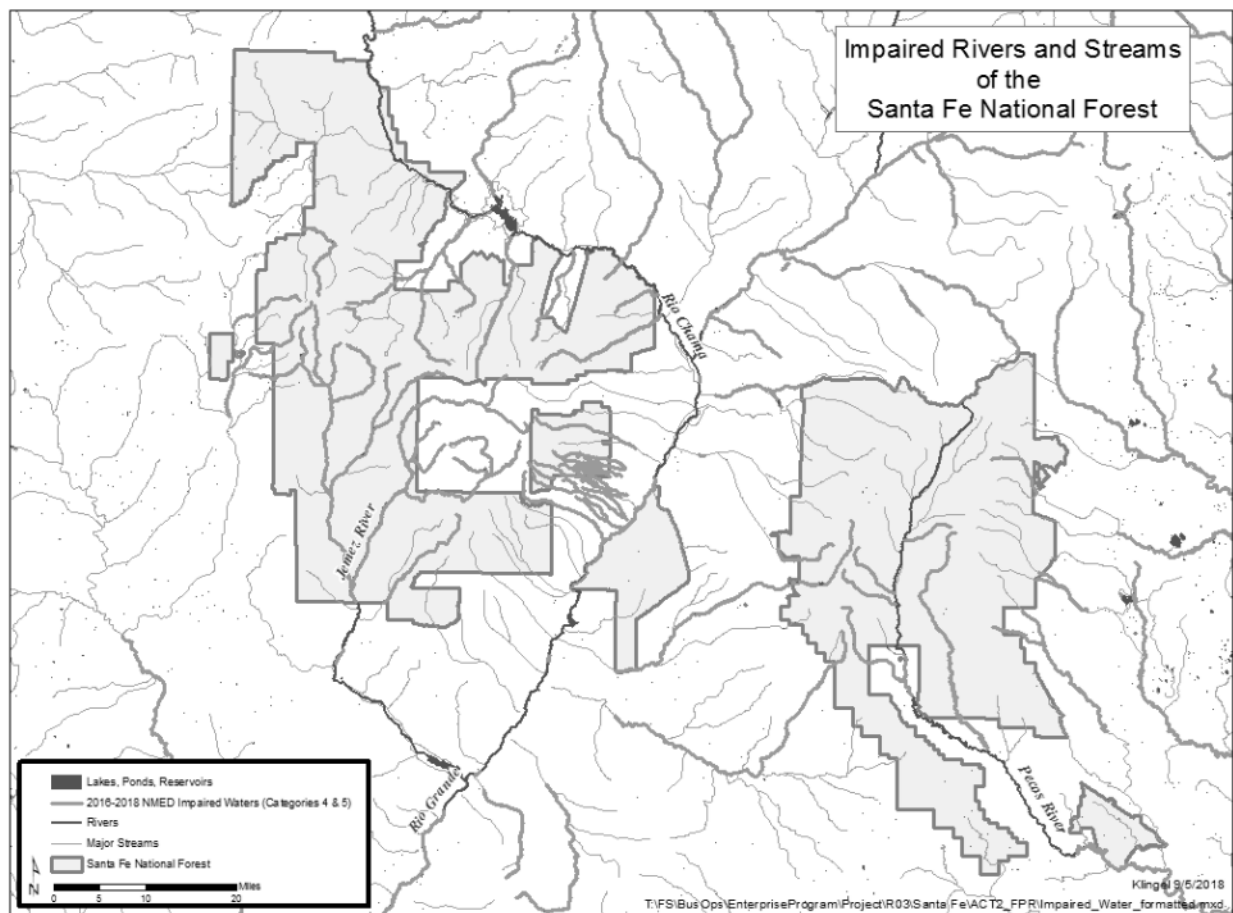 Impaired Rivers and Streams
of the
Santa Fe National Forest
Rio Chama
Jemez River
Rio Grande
Pecos River
Lakes, Ponds, Reservoirs
2016-2018 NMED Impaired Waters (Categories 4 & 5)
Rivers
Major Streams
Santa Fe National Forest
N
0 5 10 20 Miles
Klingel 9/5/2018
T:\FS\BusOps\EnterpriseProgram\Project\R03\Santa Fe\ACT2_FPR\Impaired_Water_formatted.mxd